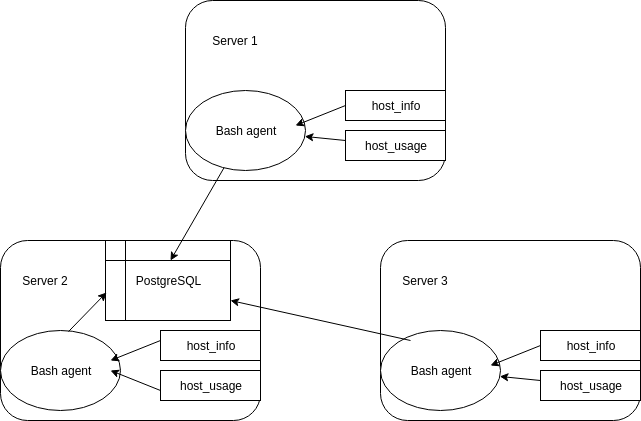 Server 1
Bash agent
host_info
host_usage
Server 2
PostgreSQL
Bash agent
host_info
host_usage
Server 3
Bash agent
host_info
host_usage